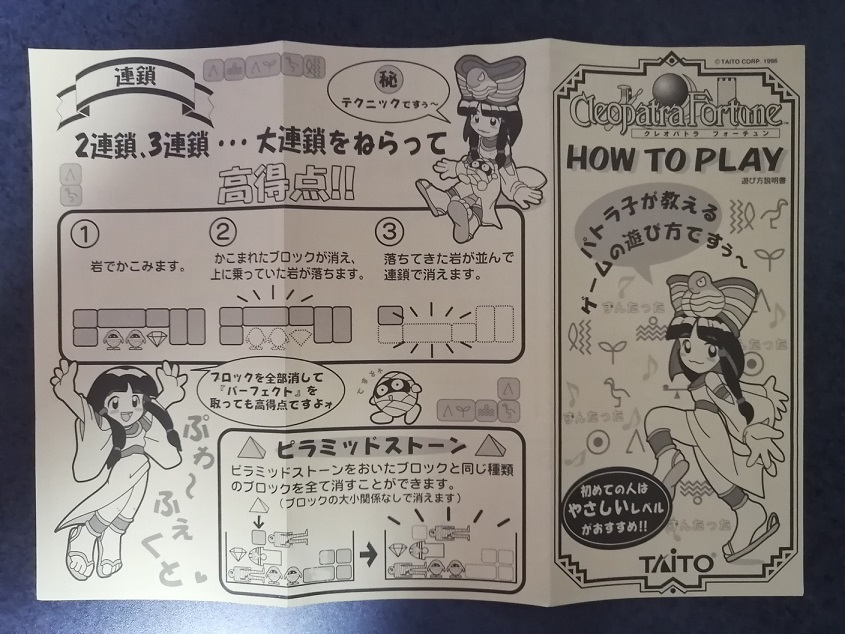 連鎖
秘
テクニックですぅ〜
2連鎖、3連鎖…大連鎖をねらって
高得点!!
①
岩でかこみます。
②
かこまれたブロックが消え、
上に乗っていた岩が落ちます。
③
落ちてきた岩が並んで
連鎖で消えます。
ブロックを全部消して
『パーフェクト』を
取っても高得点ですよォ
ぷぁ〜
ふぇ
くと
ピラミッドストーン
ピラミッドストーンをおいたブロックと同じ種類
のブロックを全て消すことができます。
(ブロックの大小関係なしで消えます)
© TAITO CORP. 1996
Cleopatra Fortune
クレオパトラ フォーチュン
HOW TO PLAY
遊び方説明書
パトラ子が教える
ゲームの遊び方ですぅ〜
ずんたった
ずんたった
ずんたった
初めての人は
やさしいレベル
がおすすめ!!
TAITO®